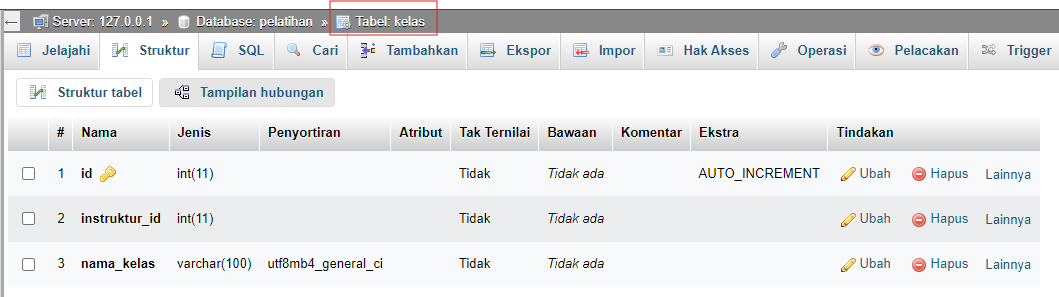 Server: 127.0.0.1 » Database: pelatihan » Tabel: kelas
Jelajahi Struktur SQL Cari Tambahkan Ekspor Impor Hak Akses Operasi Pelacakan Trigger
Struktur tabel Tampilan hubungan
# Nama Jenis Penyortiran Atribut Tak Ternilai Bawaan Komentar Ekstra Tindakan
1 id int(11) Tidak Tidak ada AUTO_INCREMENT Ubah Hapus Lainnya
2 instruktur_id int(11) Tidak Tidak ada Ubah Hapus Lainnya
3 nama_kelas varchar(100) utf8mb4_general_ci Tidak Tidak ada Ubah Hapus Lainnya